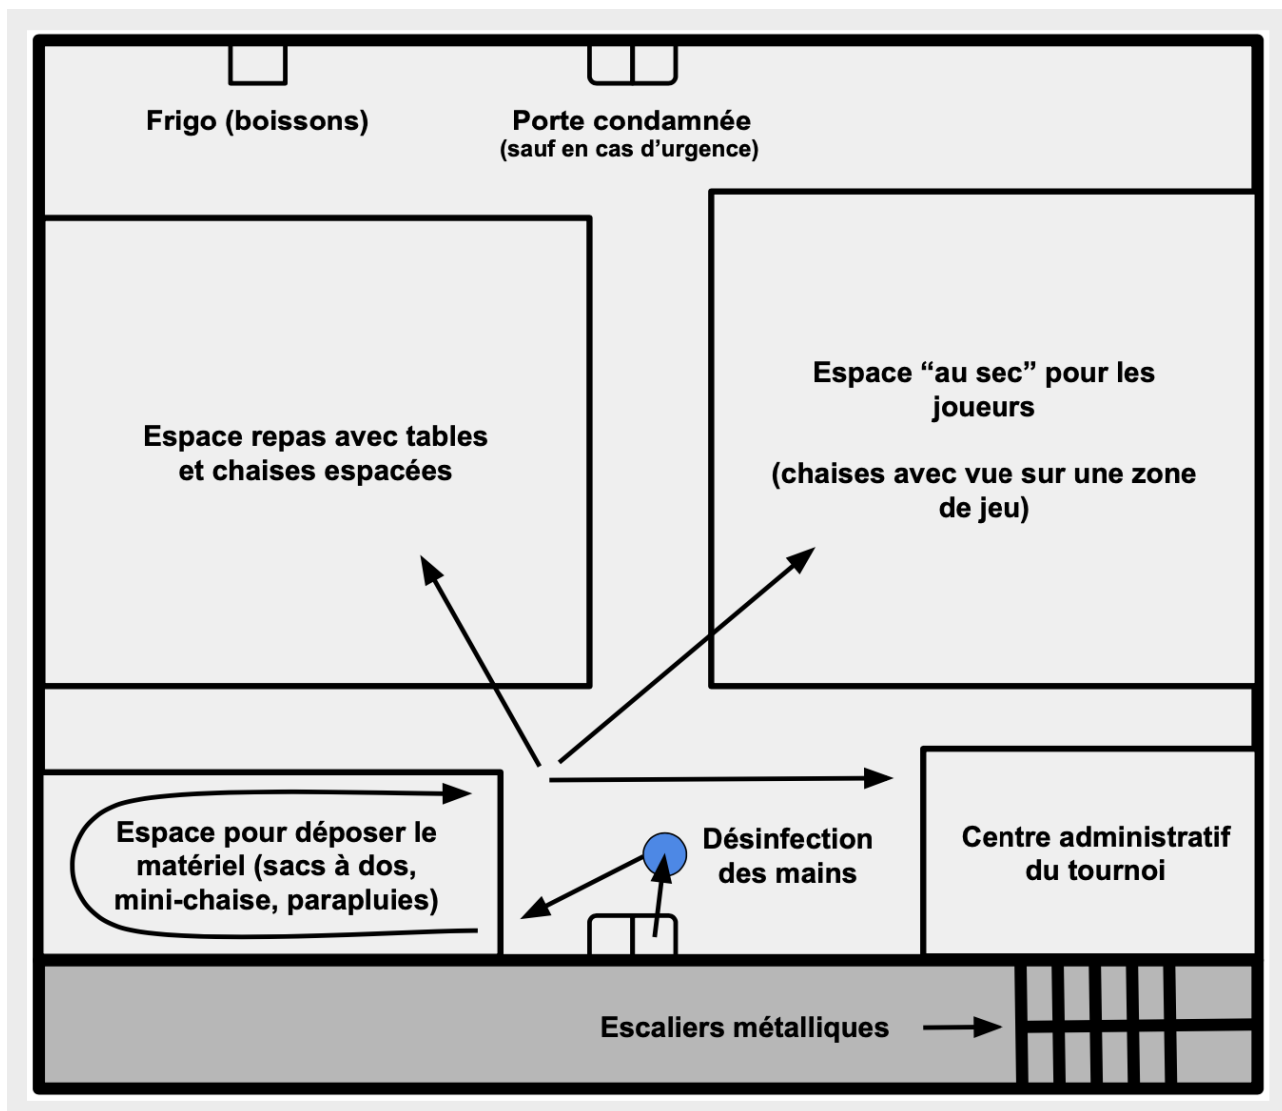 Frigo (boissons)
Porte condamnée
(sauf en cas d’urgence)
Espace “au sec” pour les
joueurs
(chaises avec vue sur une zone
de jeu)
Espace repas avec tables
et chaises espacées
Espace pour déposer le
matériel (sacs à dos,
mini-chaise, parapluies)
Désinfection
des mains
Centre administratif
du tournoi
Escaliers métalliques